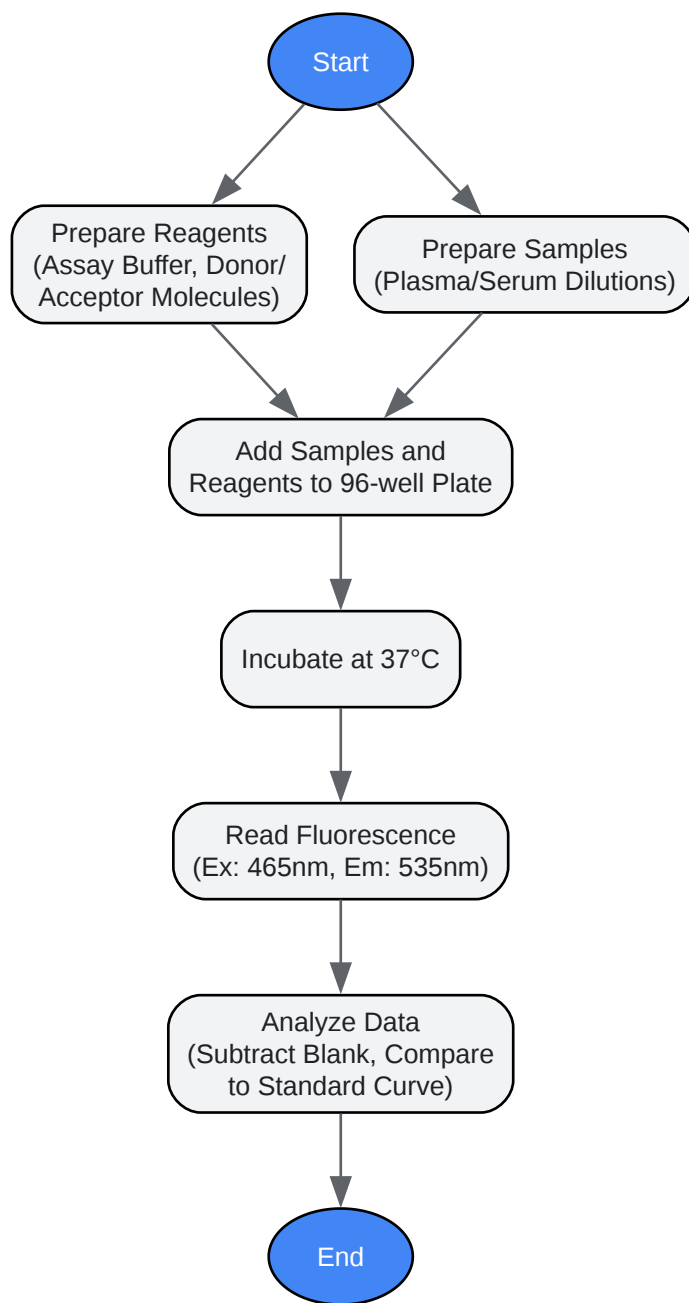 Start
Prepare Reagents
(Assay Buffer, Donor/
Acceptor Molecules)
Prepare Samples
(Plasma/Serum Dilutions)
Add Samples and
Reagents to 96-well Plate
Incubate at 37°C
Read Fluorescence
(Ex: 465nm, Em: 535nm)
Analyze Data
(Subtract Blank, Compare
to Standard Curve)
End